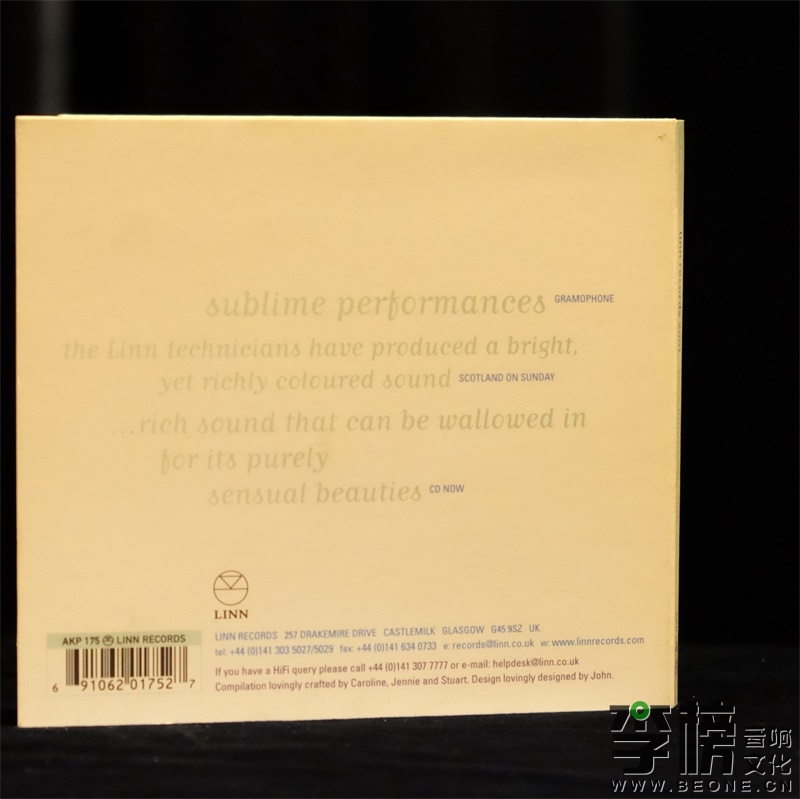 sublime performances GRAMOPHONE
the Linn technicians have produced a bright,
yet richly coloured sound SCOTLAND ON SUNDAY
...rich sound that can be wallowed in
for its purely
sensual beauties CD NOW
LINN
AKP 175 LINN RECORDS
6 91062 01752 7
LINN RECORDS 257 DRAKEMIRE DRIVE CASTLEMILK GLASGOW G45 9SZ UK
tel: +44 (0)141 303 5027/5029 fax: +44 (0)141 634 0733 e: records@linn.co.uk w: www.linnrecords.com
If you have a HiFi query please call +44 (0)141 307 7777 or e-mail: helpdesk@linn.co.uk
Compilation lovingly crafted by Caroline, Jennie and Stuart. Design lovingly designed by John.
李榜音响
文化
WWW.BEONE.CN